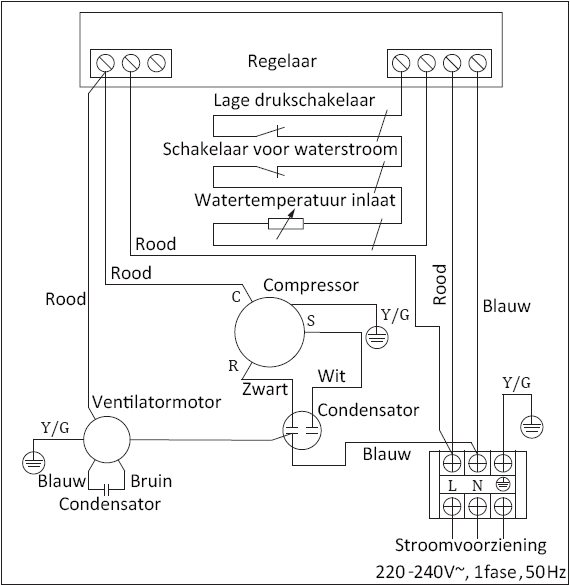 Regelaar
Lage drukschakelaar
Schakelaar voor waterstroom
Watertemperatuur inlaat
Rood
Rood
Rood
Rood
Blauw
C
Compressor
S
Y/G
R
Zwart
Wit
Condensator
Y/G
Ventilatormotor
Y/G
Blauw
Blauw
Bruin
Condensator
L N
Stroomvoorziening
220-240V~, 1fase, 50Hz